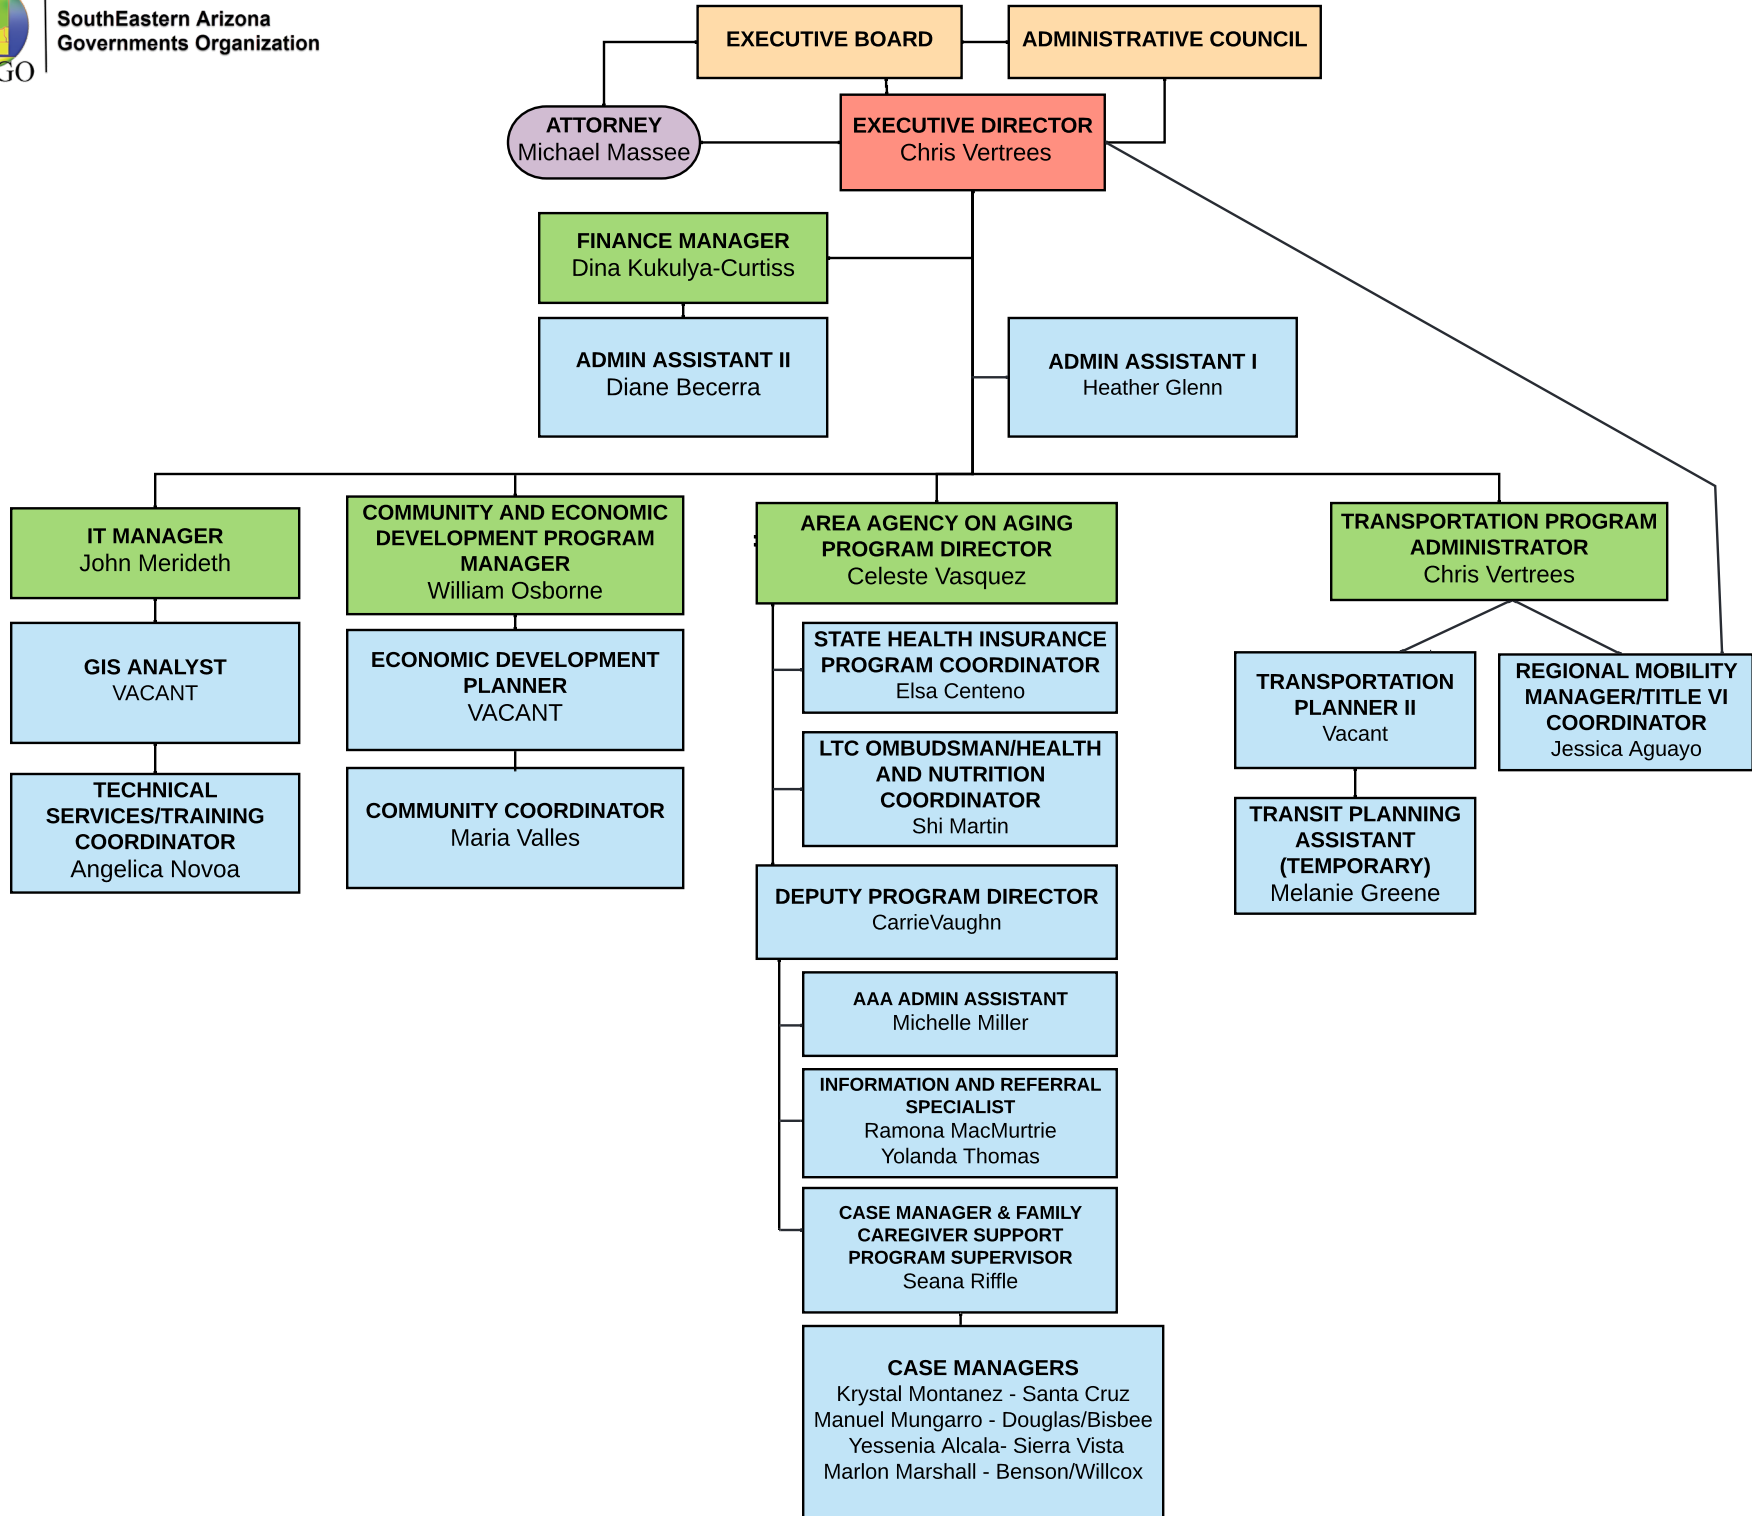 SouthEastern Arizona
Governments Organization
GO
EXECUTIVE BOARD
ADMINISTRATIVE COUNCIL
ATTORNEY
Michael Massee
EXECUTIVE DIRECTOR
Chris Vertrees
FINANCE MANAGER
Dina Kukulya-Curtiss
ADMIN ASSISTANT II
Diane Becerra
ADMIN ASSISTANT I
Heather Glenn
IT MANAGER
John Merideth
GIS ANALYST
VACANT
TECHNICAL
SERVICES/TRAINING
COORDINATOR
Angelica Novoa
COMMUNITY AND ECONOMIC
DEVELOPMENT PROGRAM
MANAGER
William Osborne
ECONOMIC DEVELOPMENT
PLANNER
VACANT
COMMUNITY COORDINATOR
Maria Valles
AREA AGENCY ON AGING
PROGRAM DIRECTOR
Celeste Vasquez
STATE HEALTH INSURANCE
PROGRAM COORDINATOR
Elsa Centeno
LTC OMBUDSMAN/HEALTH
AND NUTRITION
COORDINATOR
Shi Martin
DEPUTY PROGRAM DIRECTOR
CarrieVaughn
AAA ADMIN ASSISTANT
Michelle Miller
INFORMATION AND REFERRAL
SPECIALIST
Ramona MacMurtrie
Yolanda Thomas
CASE MANAGER & FAMILY
CAREGIVER SUPPORT
PROGRAM SUPERVISOR
Seana Riffle
CASE MANAGERS
Krystal Montanez - Santa Cruz
Manuel Mungarro - Douglas/Bisbee
Yessenia Alcala- Sierra Vista
Marlon Marshall - Benson/Willcox
TRANSPORTATION PROGRAM
ADMINISTRATOR
Chris Vertrees
TRANSPORTATION
PLANNER II
Vacant
TRANSIT PLANNING
ASSISTANT
(TEMPORARY)
Melanie Greene
REGIONAL MOBILITY
MANAGER/TITLE VI
COORDINATOR
Jessica Aguayo